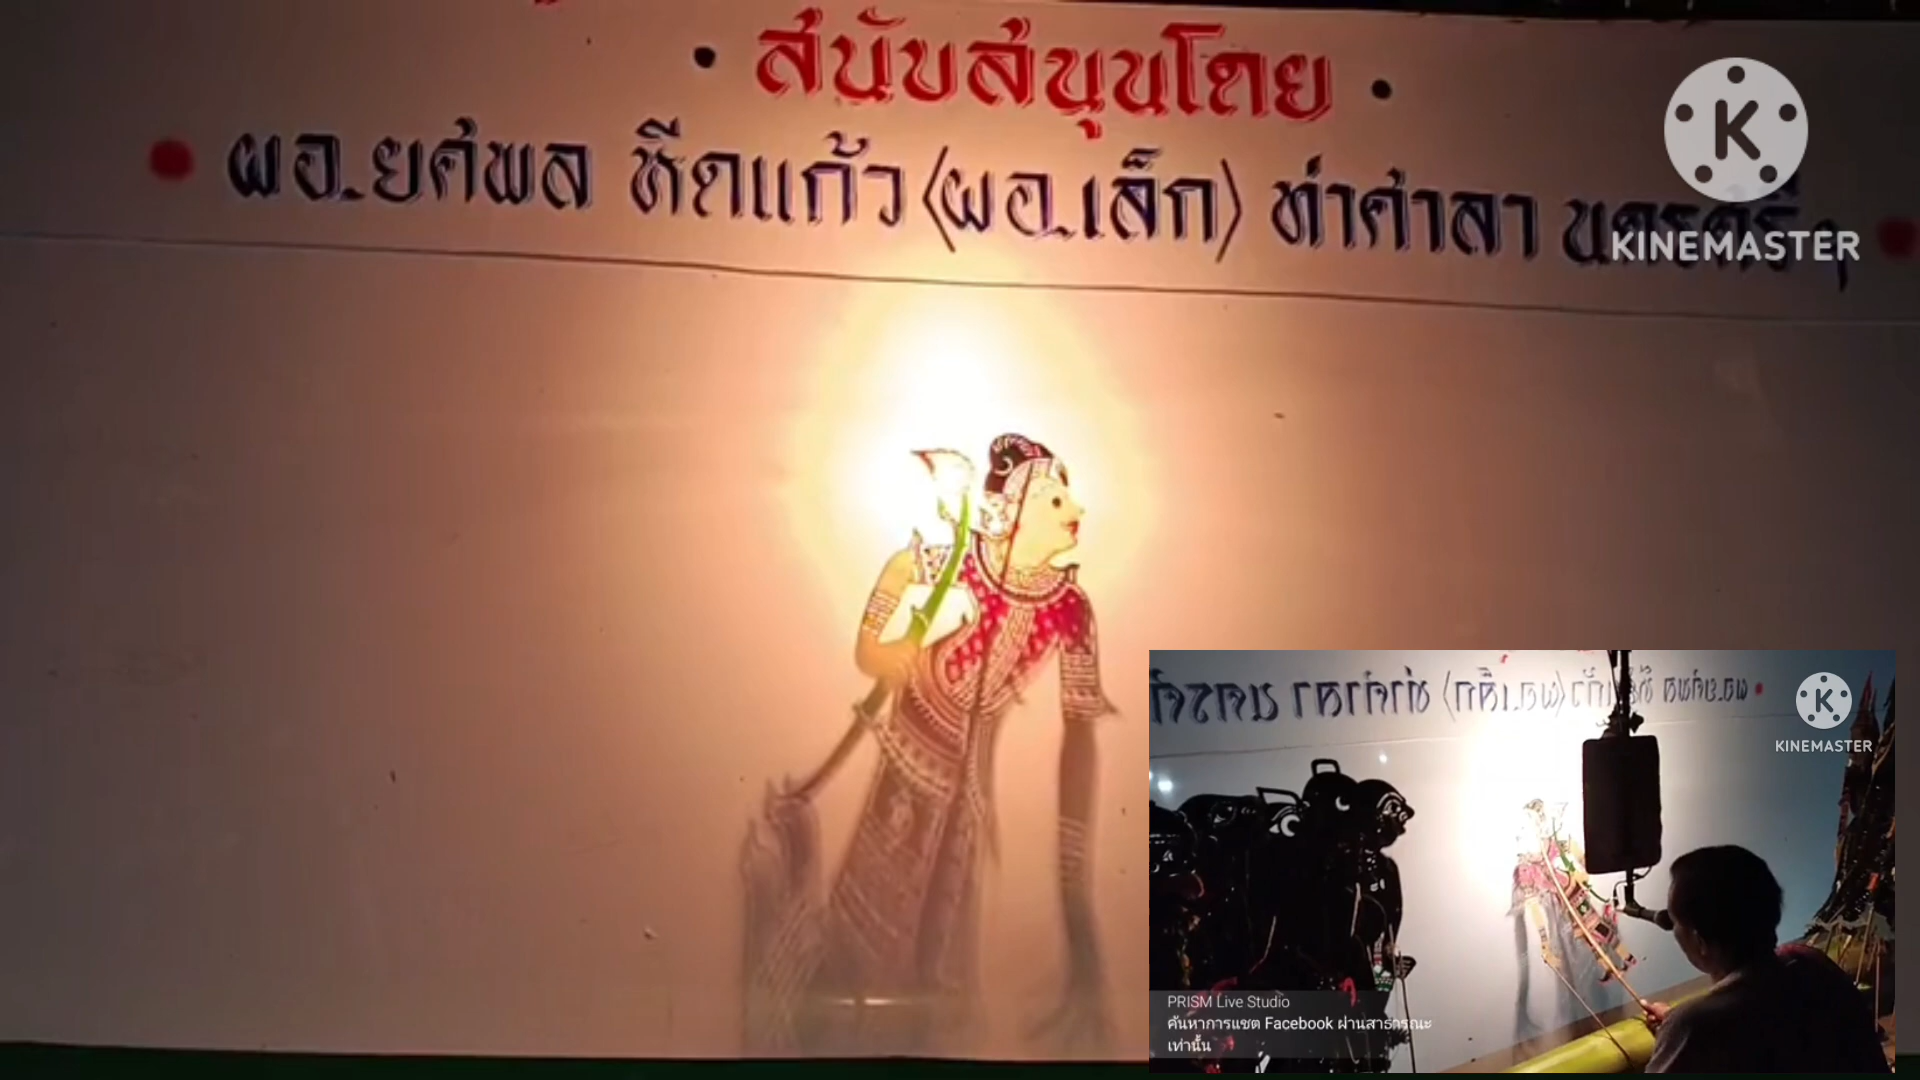 • สนับสนุนโดย •
• ผอ.ยศพล หีดแก้ว (ผอ.เล็ก) ท่าศาลา นครศรีฯ •
KINEMASTER
KINEMASTER
PRISM Live Studio
ค้นหาการแชต Facebook ผ่านสาธารณะ
เท่านั้น